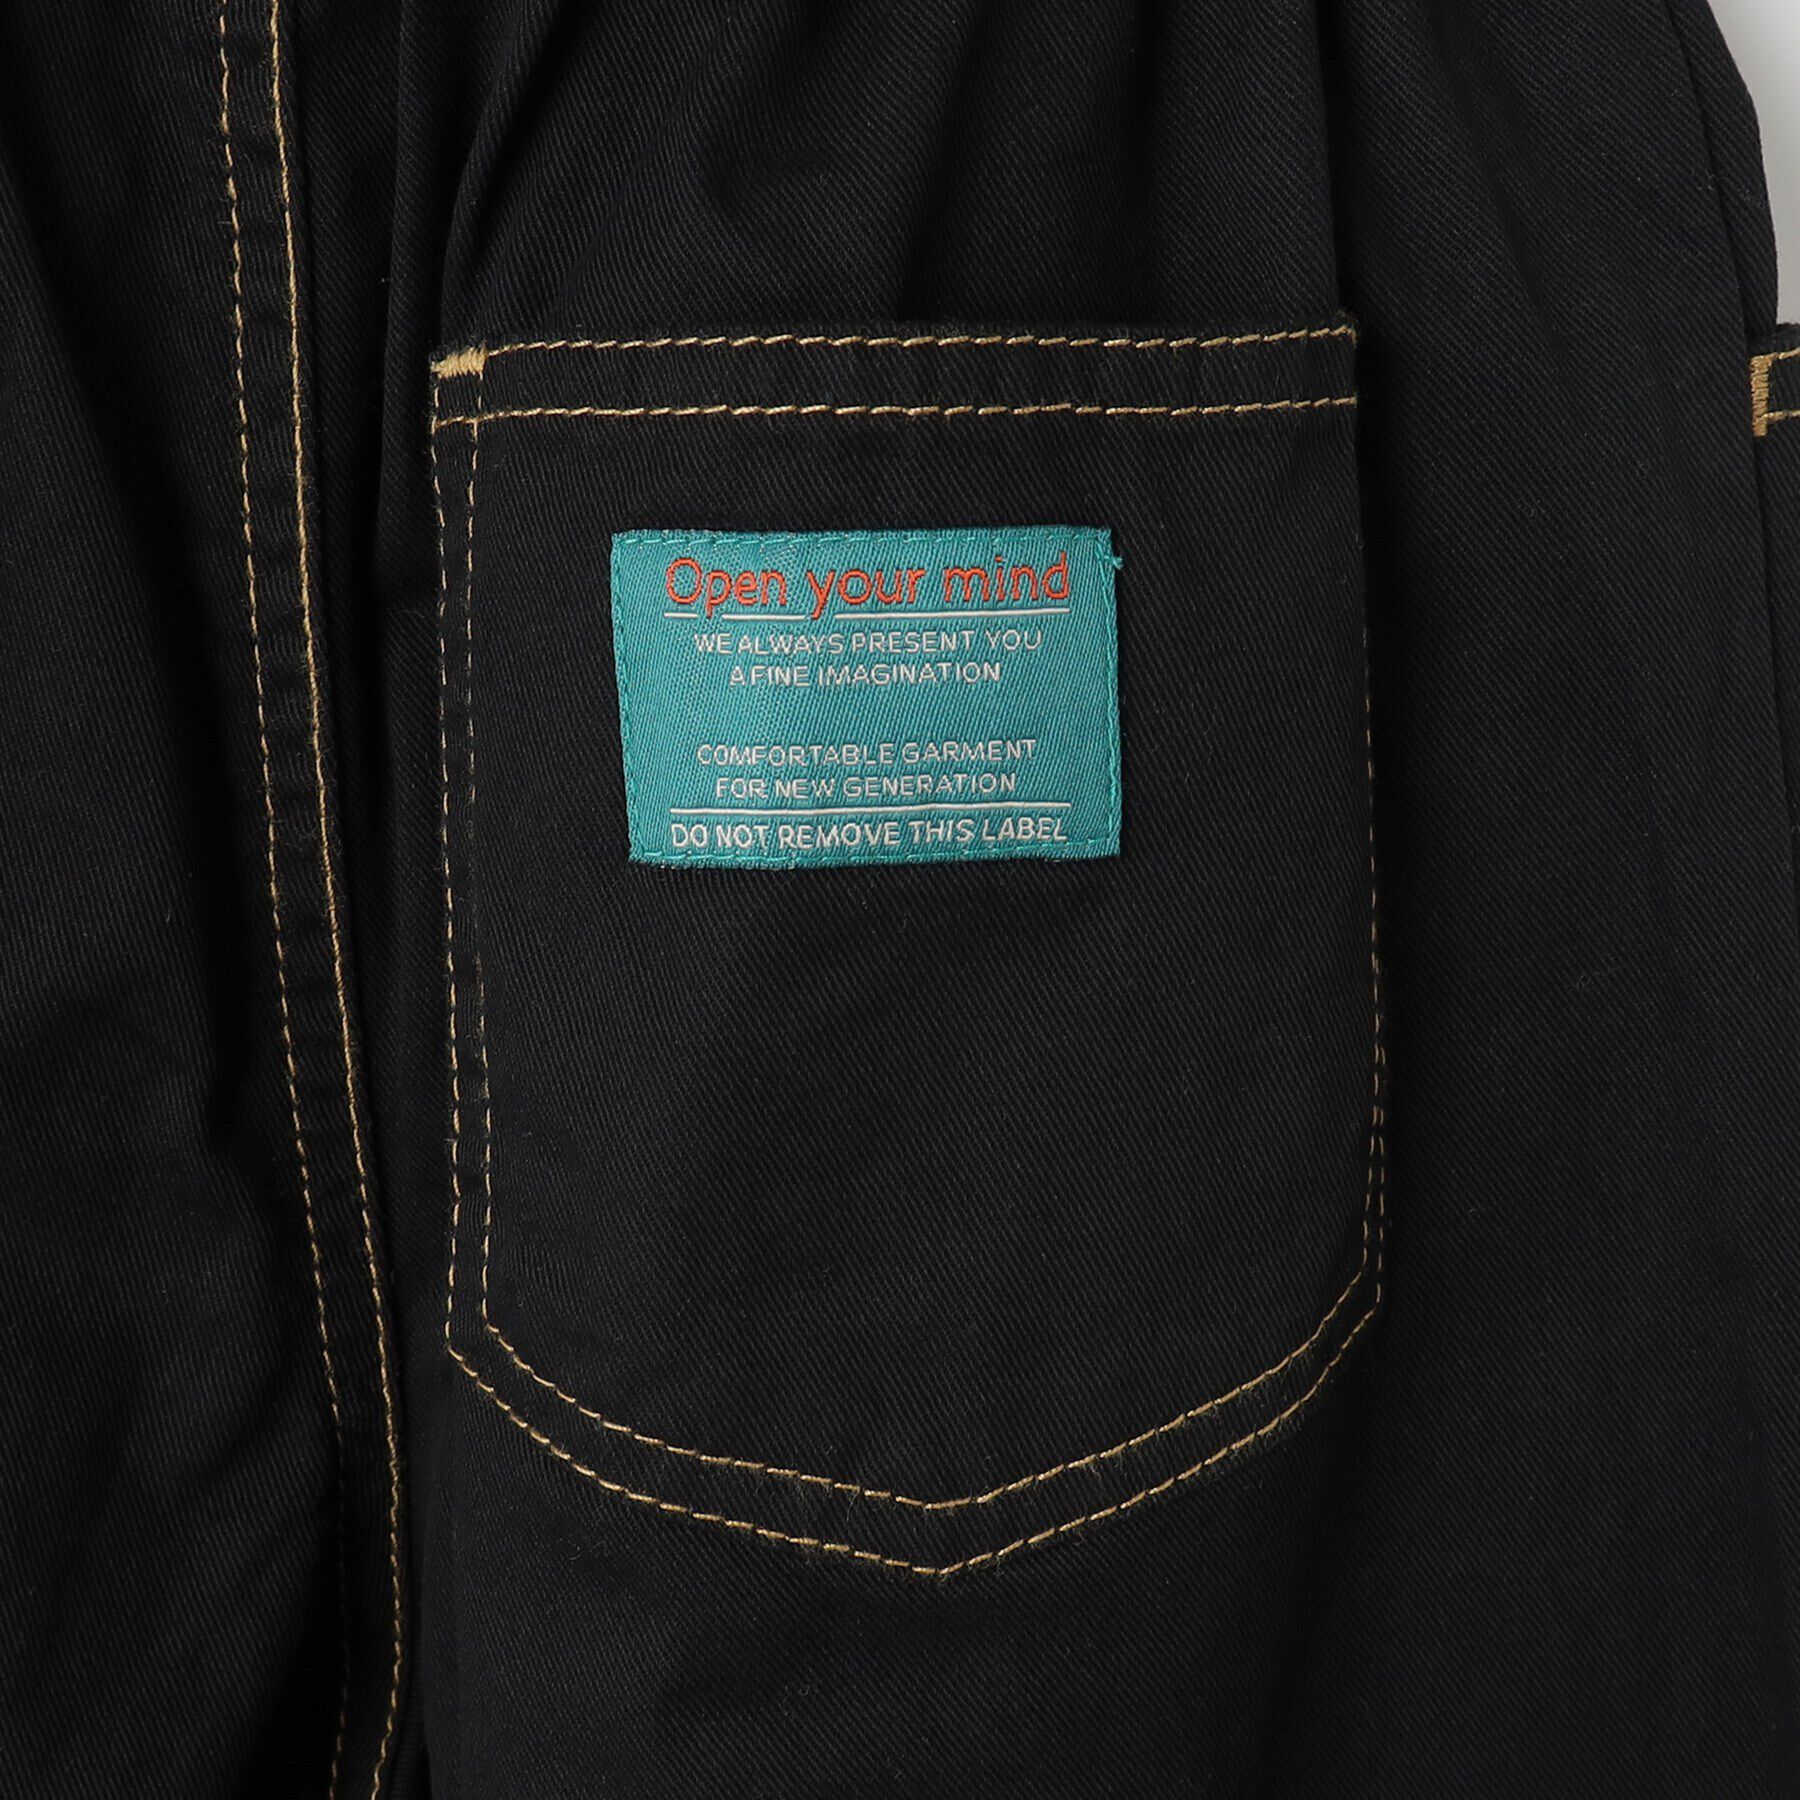 Open your mind
WE ALWAYS PRESENT YOU
A FINE IMAGINATION
COMFORTABLE GARMENT
FOR NEW GENERATION
DO NOT REMOVE THIS LABEL